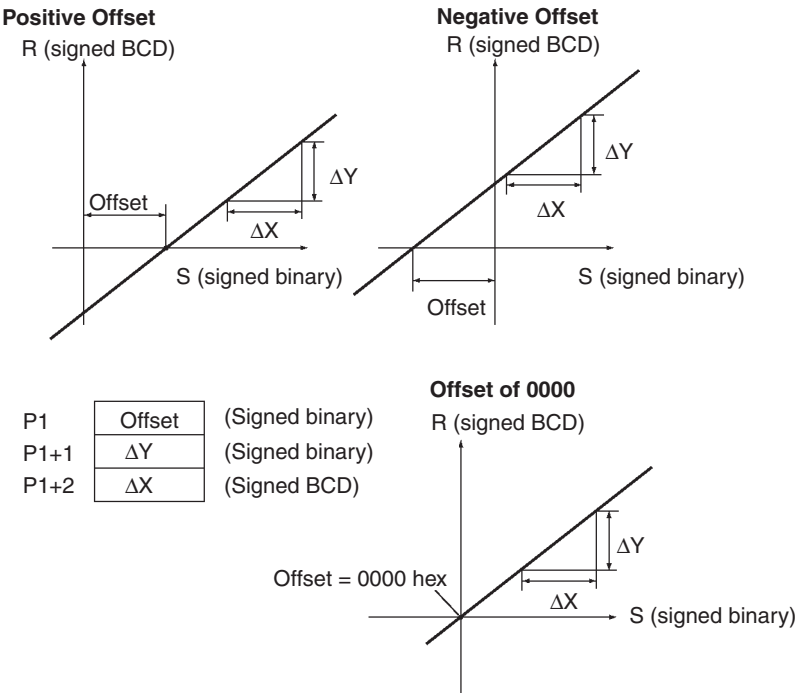 Positive Offset
R (signed BCD)
Offset
ΔY
ΔX
S (signed binary)
Negative Offset
R (signed BCD)
ΔY
ΔX
S (signed binary)
Offset
P1 Offset (Signed binary)
P1+1 ΔY (Signed binary)
P1+2 ΔX (Signed BCD)
Offset of 0000
R (signed BCD)
ΔY
Offset = 0000 hex
ΔX
S (signed binary)